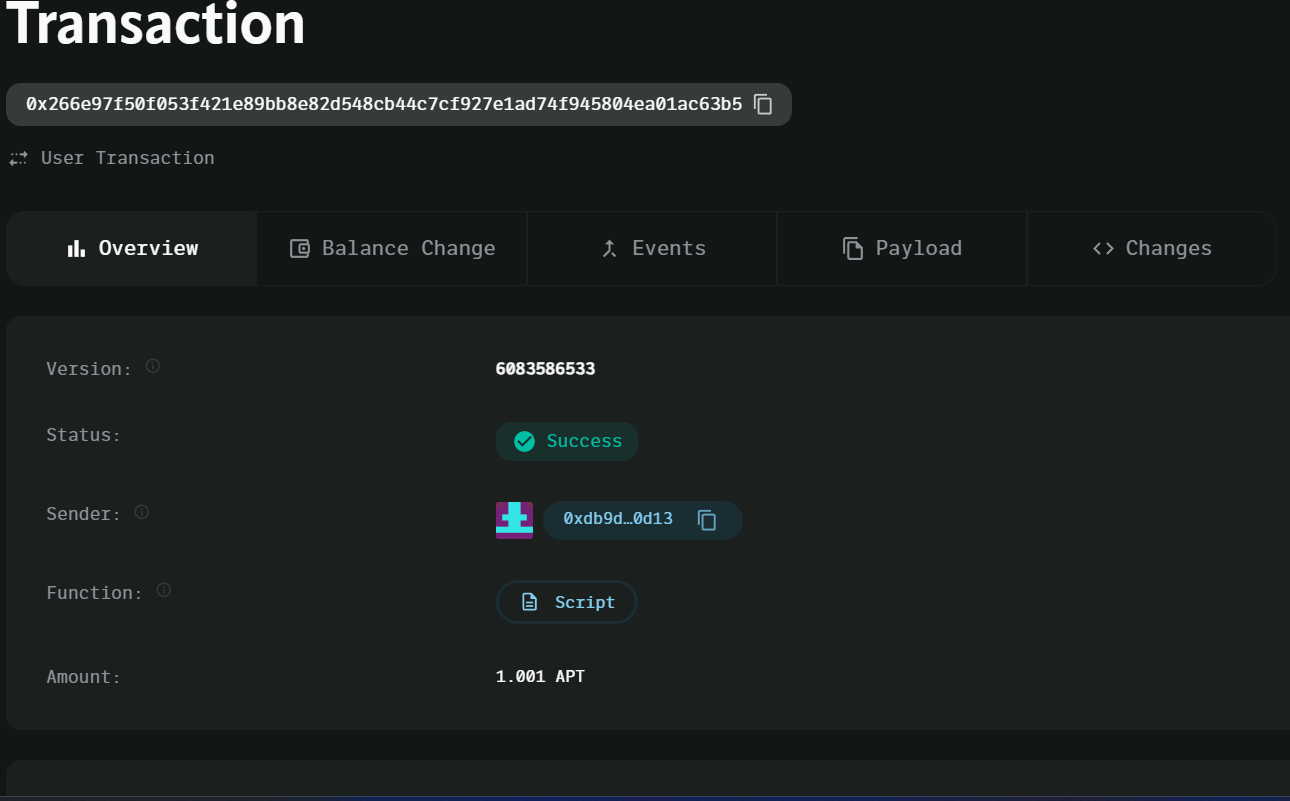 Transaction
0x266e97f50f053f421e89bb8e82d548cb44c7cf927e1ad74f945804ea01ac63b5
User Transaction
Overview Balance Change Events Payload Changes
Version: 6083586533
Status: Success
Sender: 0xdb9d…0d13
Function: Script
Amount: 1.001 APT